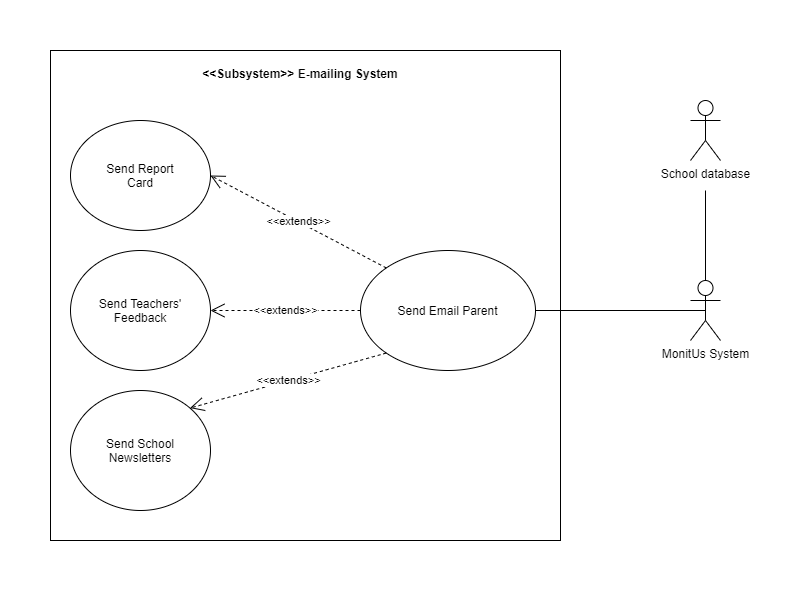 <<Subsystem>> E-mailing System
Send Report
Card
<<extends>>
School database
Send Teachers'
Feedback
<<extends>>
Send Email Parent
MonitUs System
<<extends>>
Send School
Newsletters